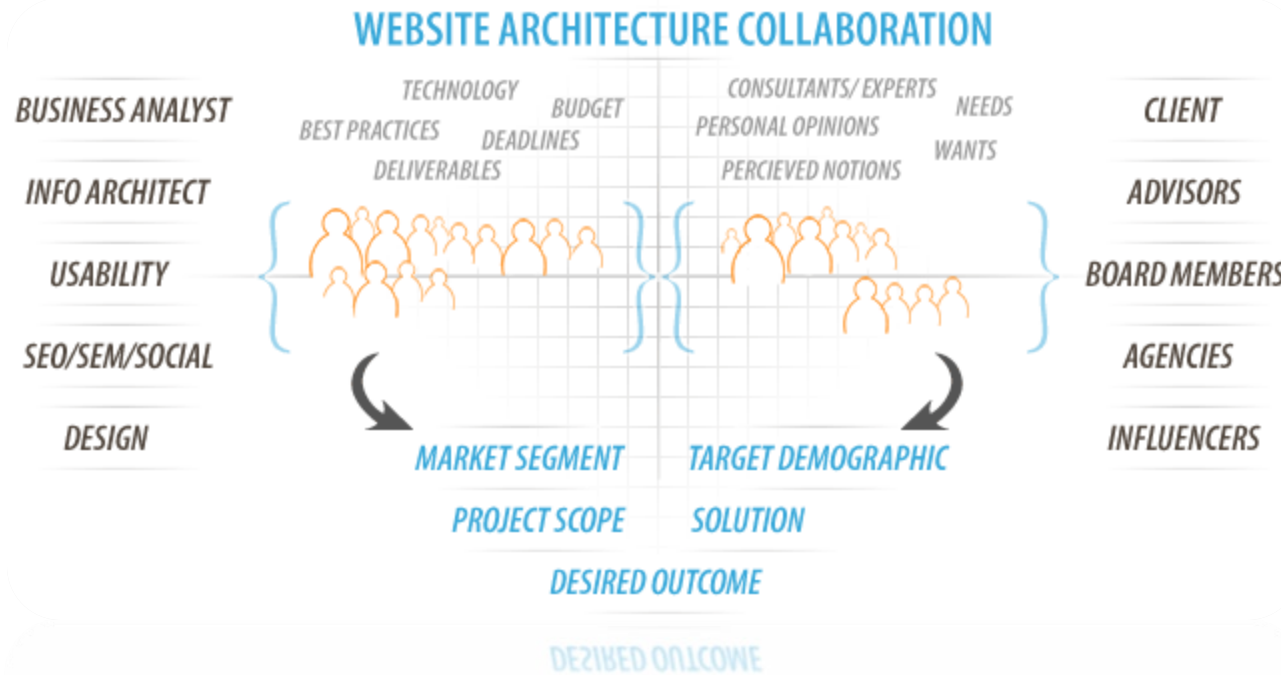 WEBSITE ARCHITECTURE COLLABORATION
BUSINESS ANALYST
INFO ARCHITECT
USABILITY
SEO/SEM/SOCIAL
DESIGN
TECHNOLOGY
BUDGET
BEST PRACTICES
DEADLINES
DELIVERABLES
CONSULTANTS/ EXPERTS
NEEDS
PERSONAL OPINIONS
WANTS
PERCIEVED NOTIONS
CLIENT
ADVISORS
BOARD MEMBERS
AGENCIES
INFLUENCERS
MARKET SEGMENT
TARGET DEMOGRAPHIC
PROJECT SCOPE
SOLUTION
DESIRED OUTCOME
DESIRED OUTCOME